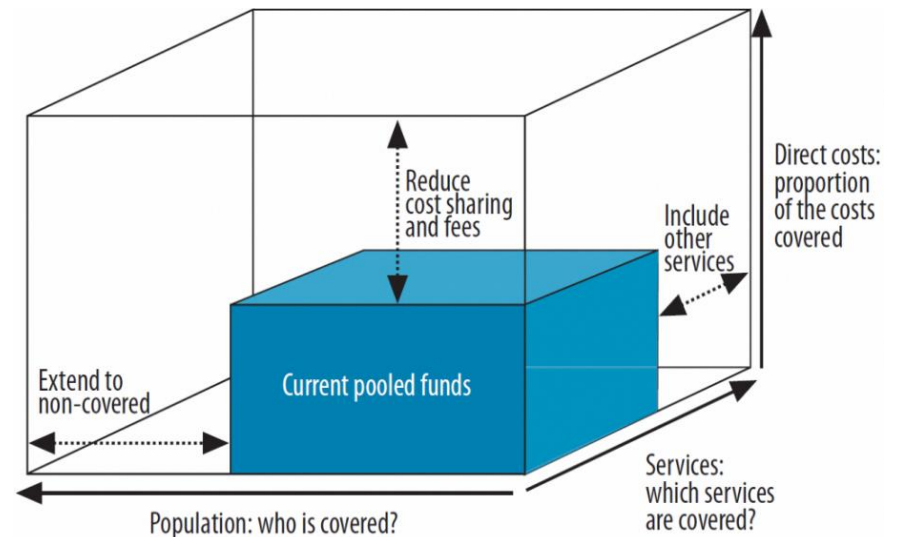 Reduce
cost sharing
and fees
Include
other
services
Direct costs:
proportion
of the costs
covered
Extend to
non-covered
Current pooled funds
Services:
which services
are covered?
Population: who is covered?